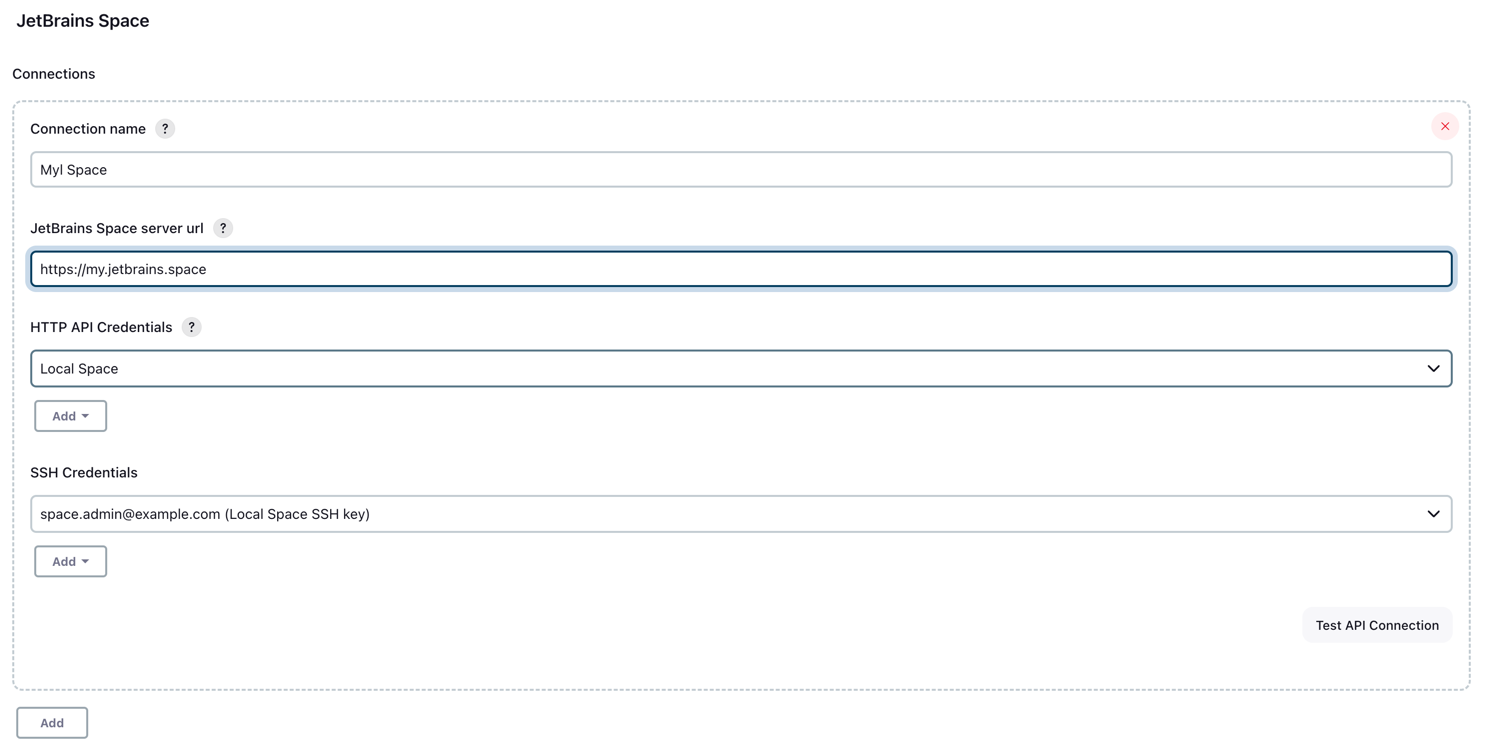 JetBrains Space
Connections
Connection name ?
Myl Space
JetBrains Space server url ?
https://my.jetbrains.space
HTTP API Credentials ?
Local Space
Add
SSH Credentials
space.admin@example.com (Local Space SSH key)
Add
Test API Connection
Add